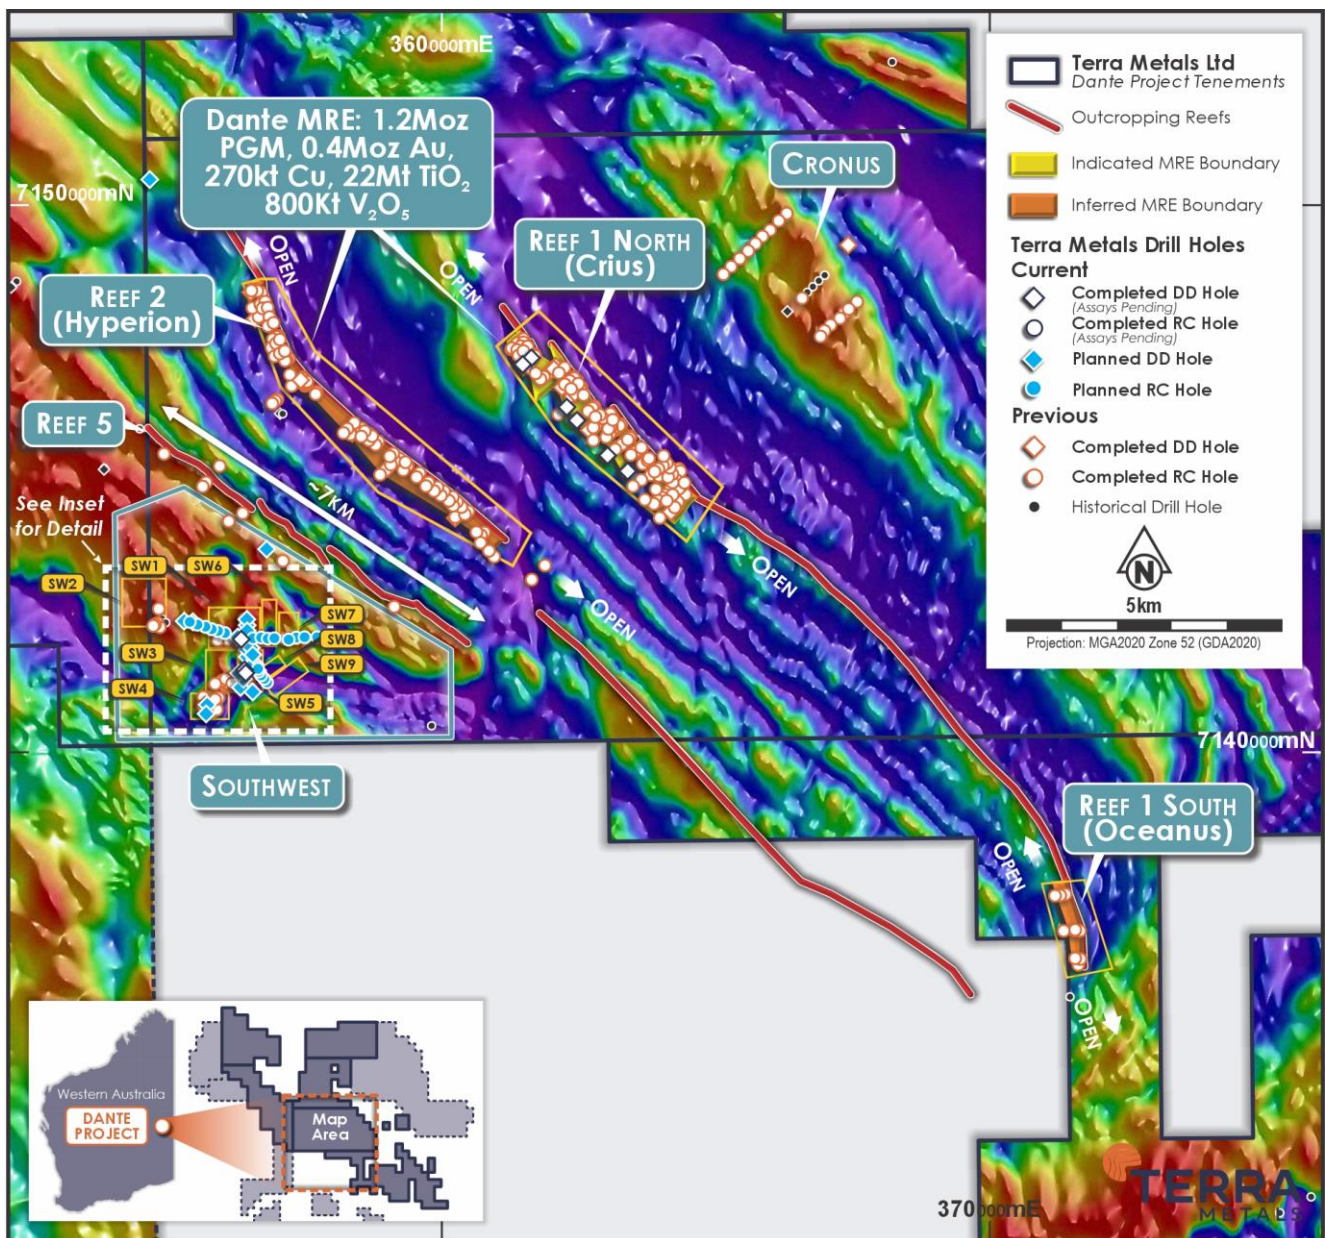 360000mE
7150000mN
Dante MRE: 1.2Moz
PGM, 0.4Moz Au,
270kt Cu, 22Mt TiO₂
800Kt V₂O₅
CRONUS
REEF 1 NORTH
(Crius)
REEF 2
(Hyperion)
OPEN
OPEN
REEF 5
~7KM
See Inset
for Detail
OPEN
OPEN
SW1
SW6
SW2
SW7
SW8
SW3
SW9
SW4
SW5
SOUTHWEST
7140000mN
REEF 1 SOUTH
(Oceanus)
OPEN
OPEN
370000mE
Terra Metals Ltd
Dante Project Tenements
Outcropping Reefs
Indicated MRE Boundary
Inferred MRE Boundary
Terra Metals Drill Holes
Current
Completed DD Hole
(Assays Pending)
Completed RC Hole
(Assays Pending)
Planned DD Hole
Planned RC Hole
Previous
Completed DD Hole
Completed RC Hole
Historical Drill Hole
N
5km
Projection: MGA2020 Zone 52 (GDA2020)
Western Australia
DANTE
PROJECT
Map
Area
TERRA
METALS